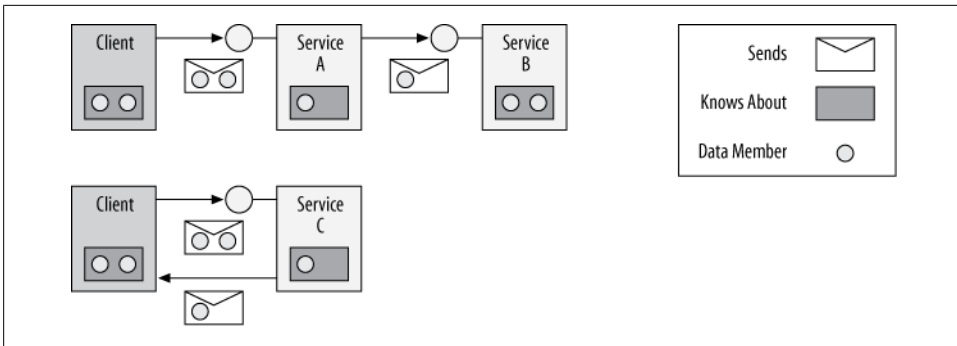 Client
Service
A
Service
B
Sends
Knows About
Data Member
Client
Service
C